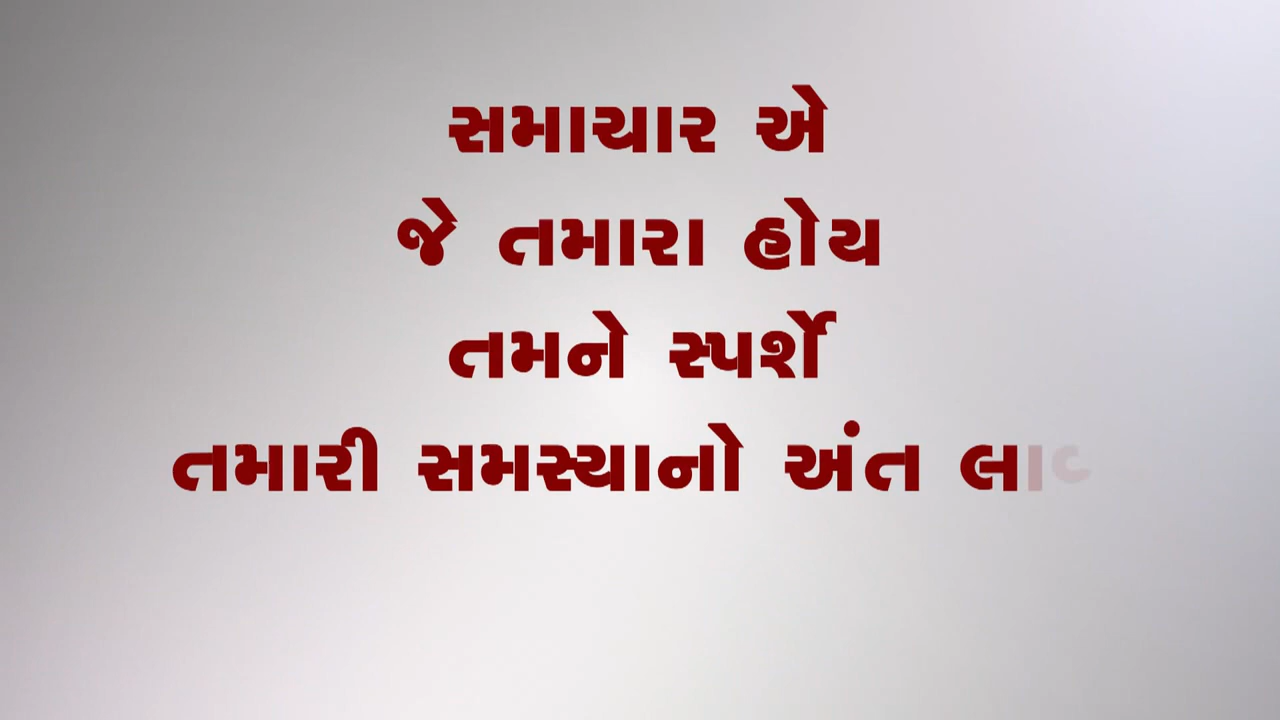 સમાચાર એ
જે તમારા હોય
તમને સ્પર્શે
તમારી સમસ્યાનો અંત